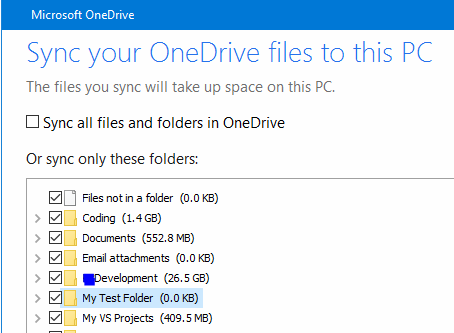 Microsoft OneDrive
Sync your OneDrive files to this PC
The files you sync will take up space on this PC.
Sync all files and folders in OneDrive
Or sync only these folders:
Files not in a folder (0.0 KB)
Coding (1.4 GB)
Documents (552.8 MB)
Email attachments (0.0 KB)
Development (26.5 GB)
My Test Folder (0.0 KB)
My VS Projects (409.5 MB)